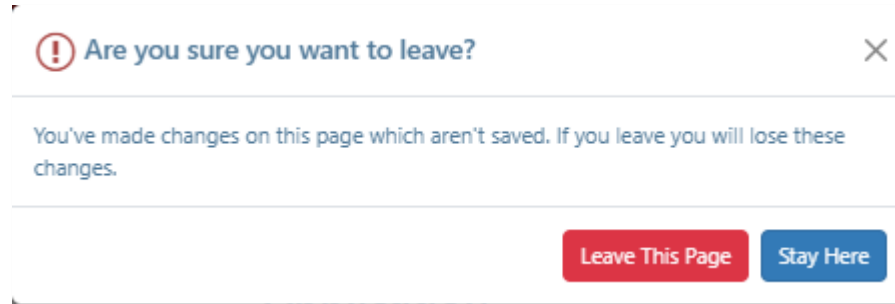 Are you sure you want to leave?
You've made changes on this page which aren't saved. If you leave you will lose these
changes.
Leave This Page
Stay Here